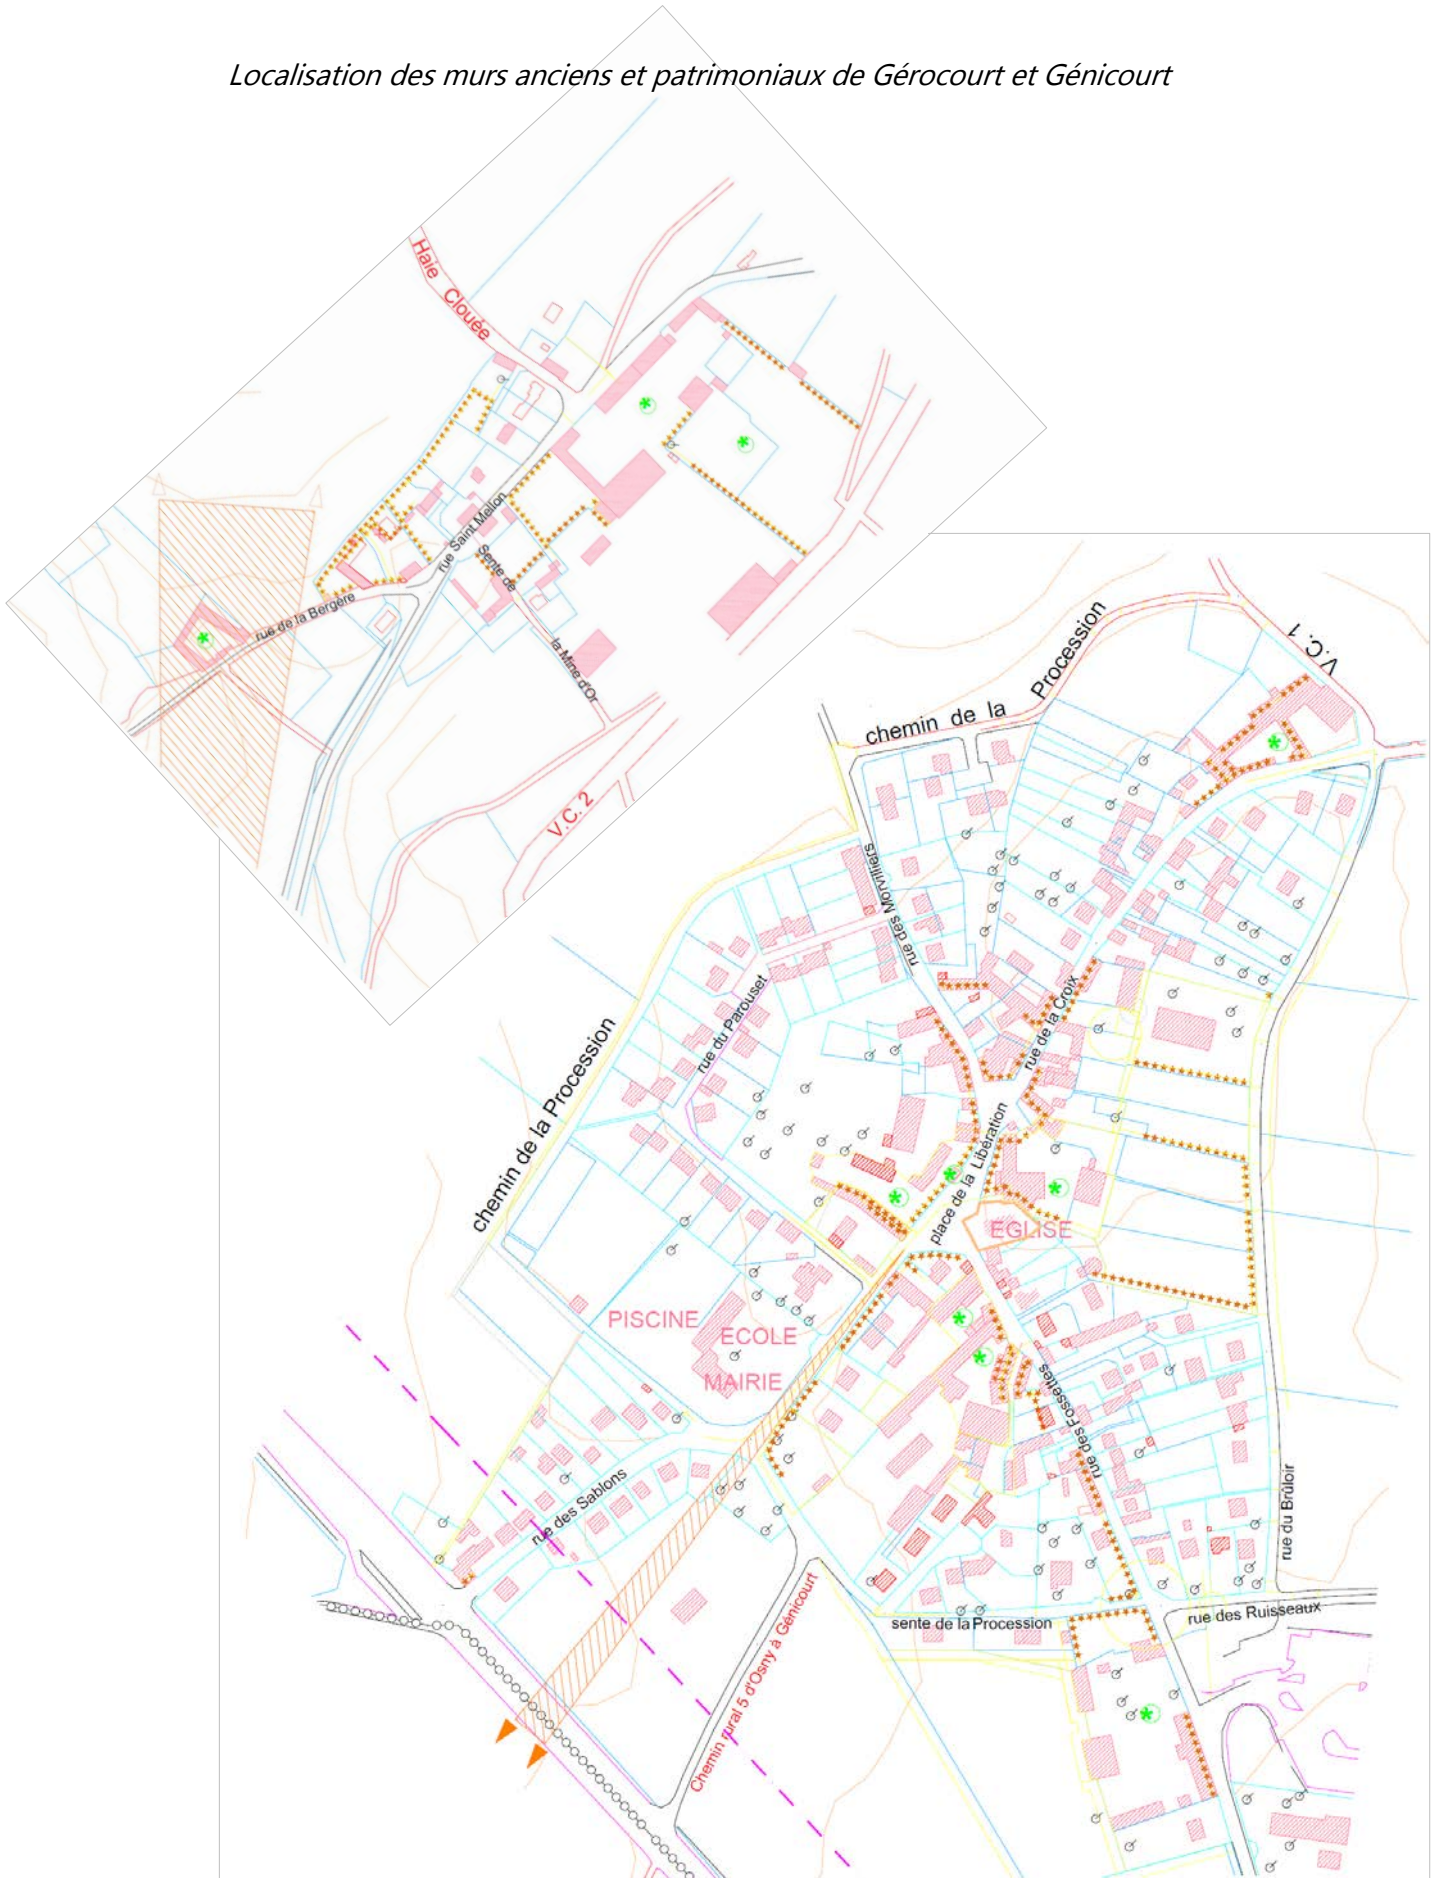 Localisation des murs anciens et patrimoniaux de Gérocourt et Génicourt
Haie Clouée
rue Saint Mellon
Sente de
la Mine d'Or
rue de la Bergère
V.C. 2
V.C. 1
chemin de la Procession
rue des Morvilliers
rue du Parouset
rue de la Croix
chemin de la Procession
place de la Libération
EGLISE
PISCINE
ECOLE
MAIRIE
rue des Fossettes
rue des Sablons
rue du Brûloir
sente de la Procession
rue des Ruisseaux
Chemin rural 5 d'Osny à Génicourt